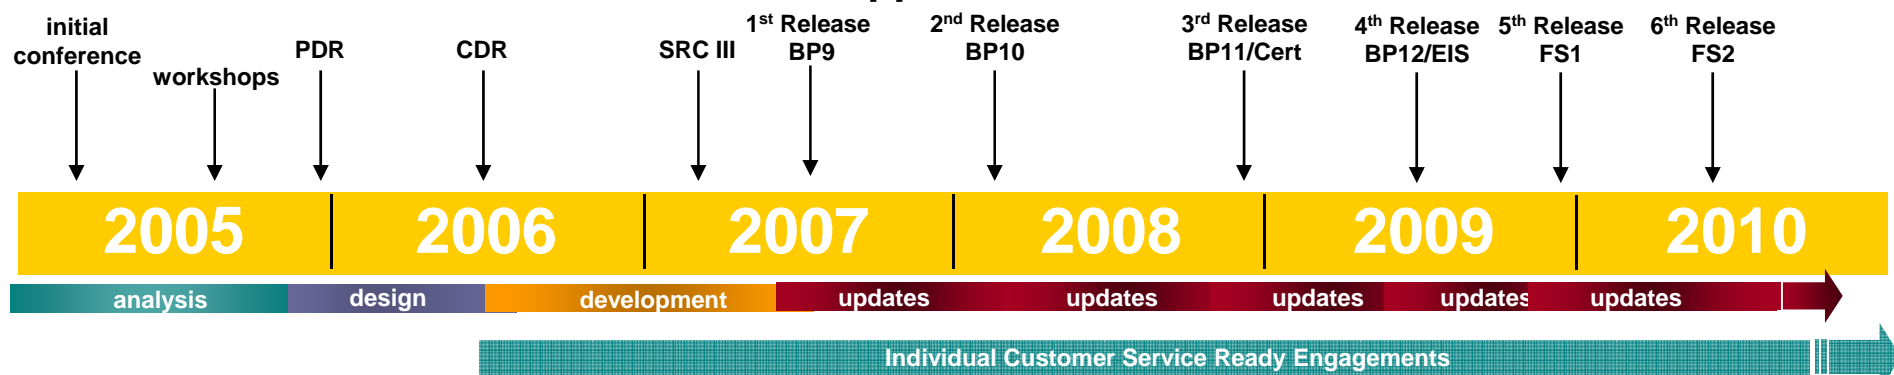 initial
conference
workshops
PDR
CDR
SRC III
1st Release
BP9
2nd Release
BP10
3rd Release
BP11/Cert
4th Release
BP12/EIS
5th Release
FS1
6th Release
FS2
2005
2006
2007
2008
2009
2010
analysis
design
development
updates
updates
updates
updates
updates
Individual Customer Service Ready Engagements